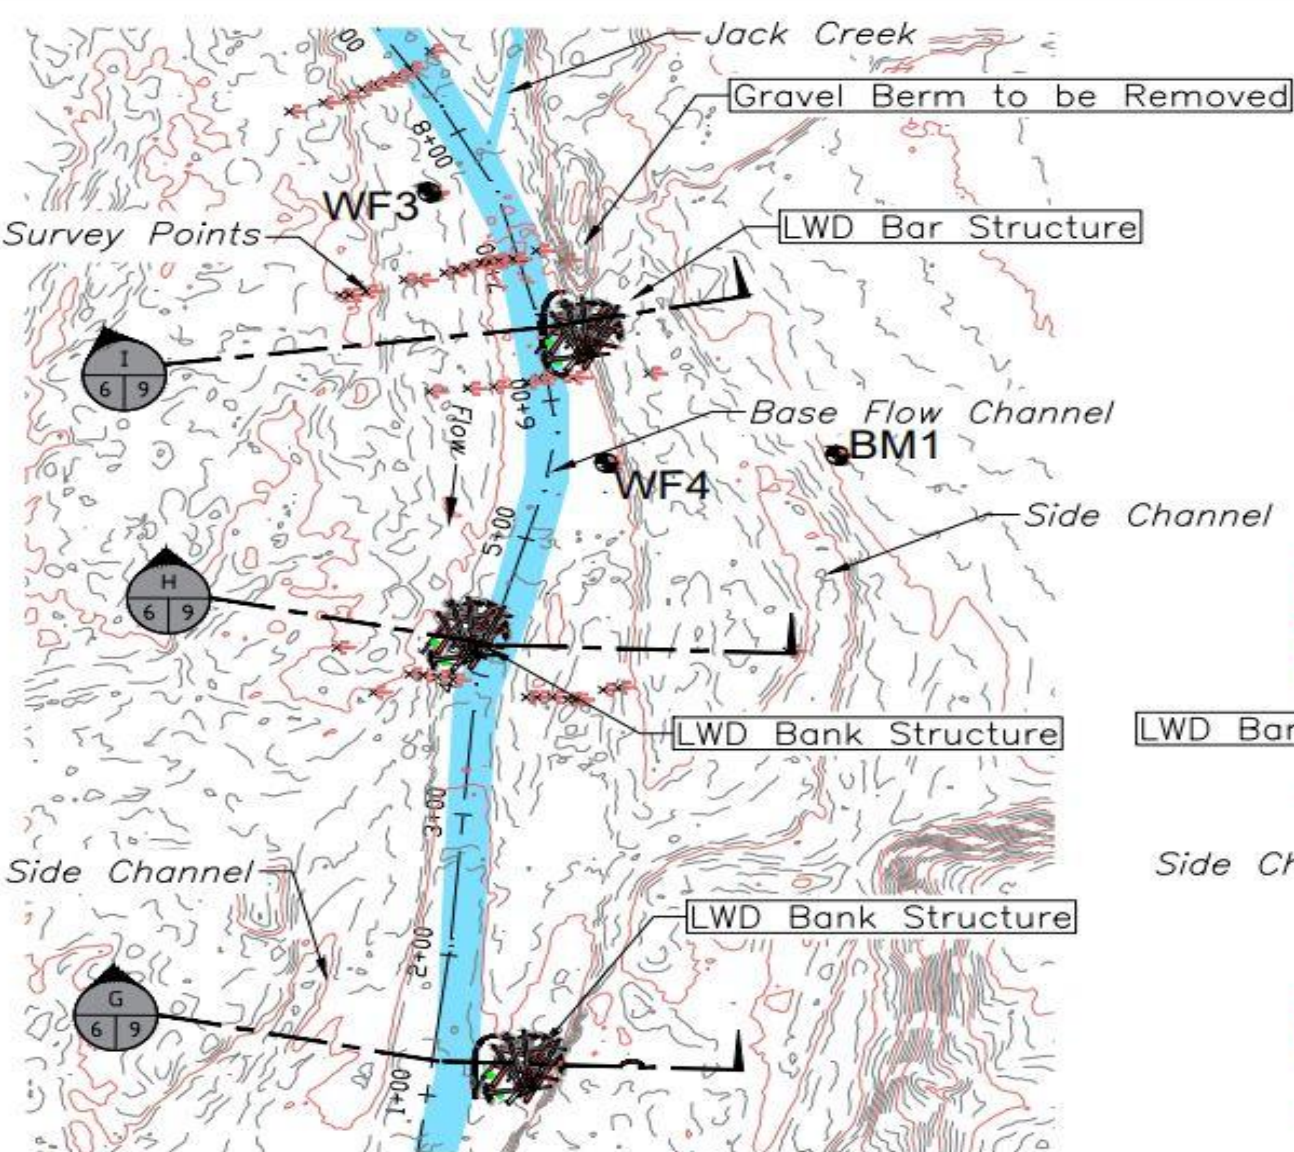 00
Jack Creek
Gravel Berm to be Removed
8+00
WF3
LWD Bar Structure
Survey Points
I
6 9
6+00
Base Flow Channel
Flow
BM1
WF4
5+00
Side Channel
H
6 9
LWD Bank Structure
LWD Bar
3+00
Side Channel
Side Ch
LWD Bank Structure
2+00
G
6 9
1+00